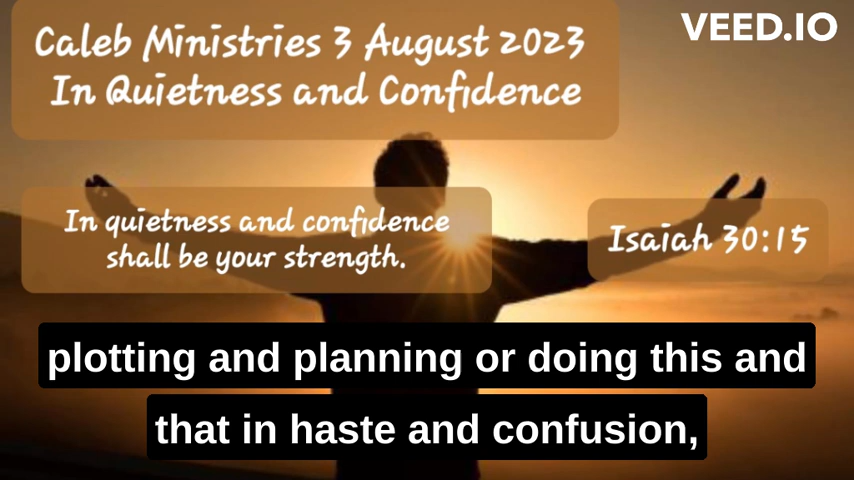 VEED.IO
Caleb Ministries 3 August 2023
In Quietness and Confidence
In quietness and confidence
shall be your strength.
Isaiah 30:15
plotting and planning or doing this and
that in haste and confusion,